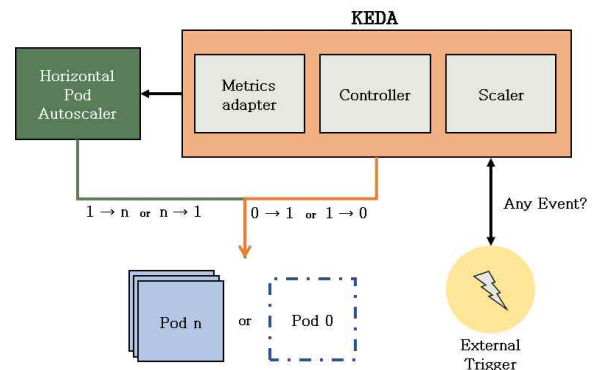 KEDA
Horizontal
Pod
Autoscaler
Metrics
adapter
Controller
Scaler
1 → n or n → 1
0 → 1 or 1 → 0
Any Event?
Pod n
or
Pod 0
External
Trigger